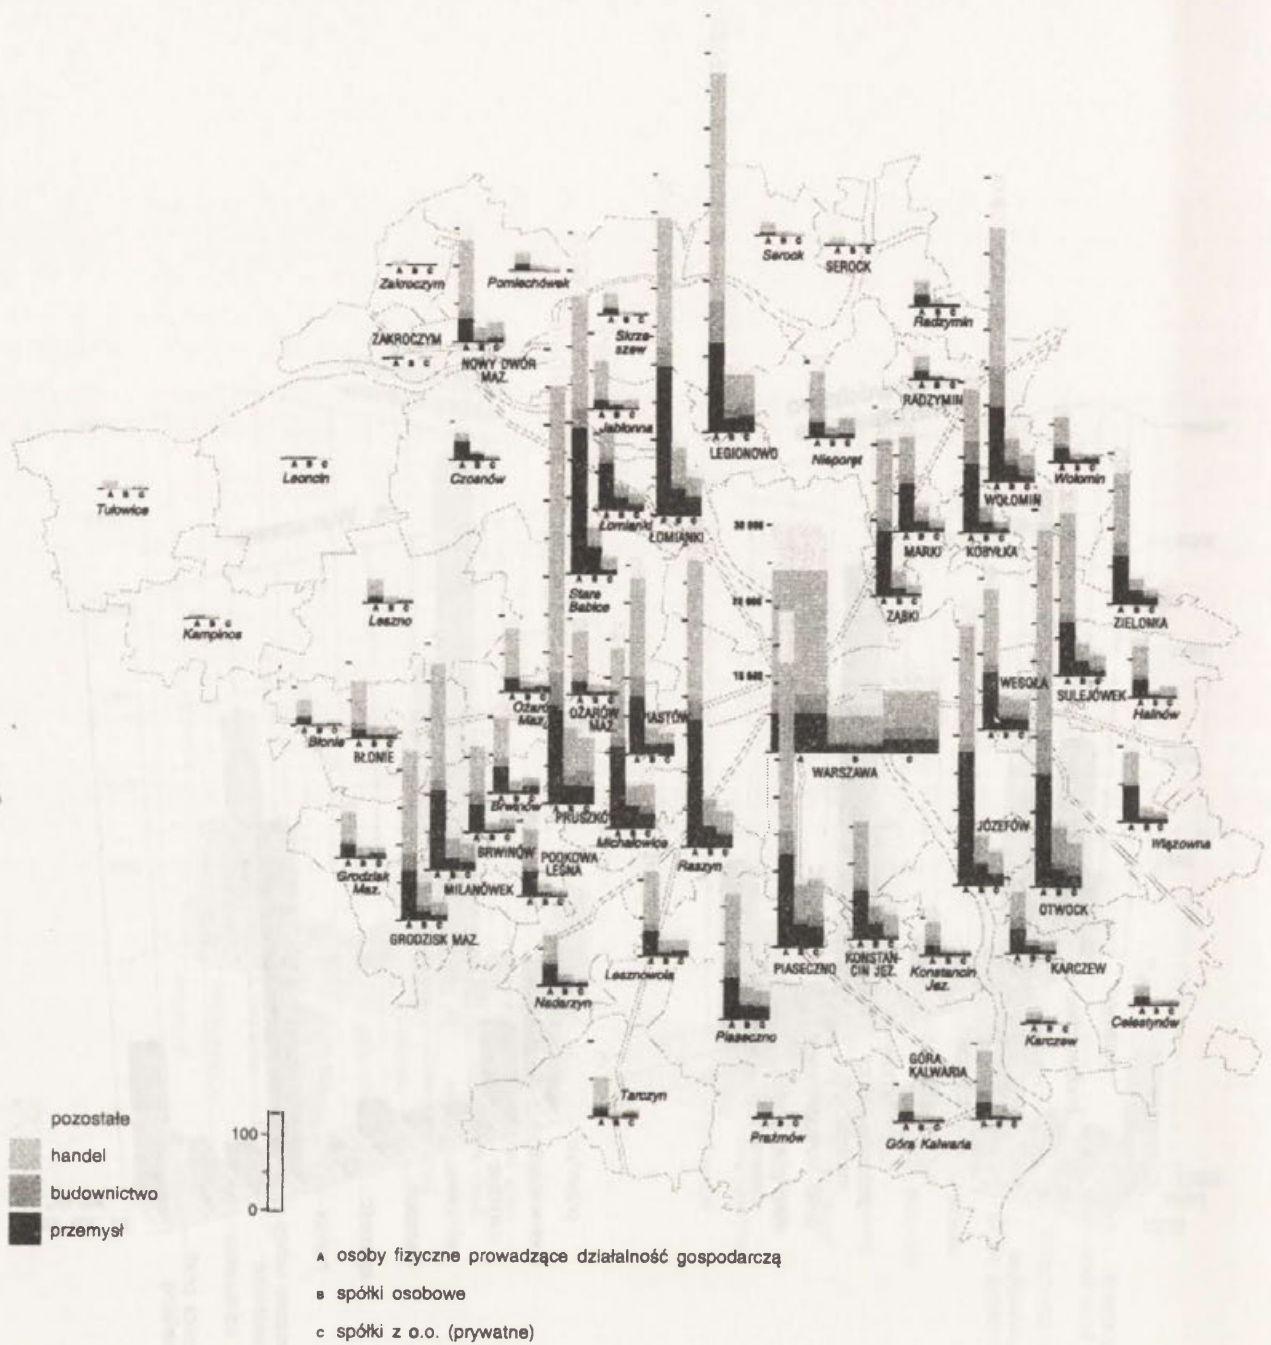 A B C
Zakroczym
A B C
Pomiechówek
A B C
Serock
A B C
SEROCK
A B C
Radzymin
ZAKROCZYM
A B C
A B C
NOWY DWÓR
MAZ.
A B C
Skrze-
szew
A B C
Jabłonna
A B C
RADZYMIN
A B C
LEGIONOWO
A B C
Nieporęt
A B C
Tułowice
A B C
Leoncin
A B C
Czosnów
A B C
Łomianki
A B C
ŁOMIANKI
30 000
A B C
MARKI
A B C
KOBYŁKA
A B C
WOŁOMIN
A B C
Wołomin
A B C
Kampinos
A B C
Leszno
A B C
Stare
Babice
A B C
ZĄBKI
A B C
ZIELONKA
A B C
Błonie
A B C
BŁONIE
A B C
Ożarów
Maz.
A B C
OŻARÓW
MAZ.
A B C
PIASTÓW
A B C
WARSZAWA
A B C
WESOŁA
A B C
SULEJÓWEK
A B C
Halinów
A B C
Brwinów
A B C
PRUSZKÓW
A B C
Michałowice
A B C
Raszyn
A B C
JÓZEFÓW
A B C
Wiązowna
A B C
Grodzisk
Maz.
A B C
MILANÓWEK
A B C
BRWINÓW
A B C
PODKOWA
LEŚNA
A B C
GRODZISK MAZ.
A B C
OTWOCK
A B C
Nadarzyn
A B C
Lesznowola
A B C
PIASECZNO
A B C
KONSTAN-
CIN JEZ.
A B C
Konstancin
Jez.
A B C
KARCZEW
A B C
Piaseczno
A B C
Karczew
A B C
Celestynów
A B C
Tarczyn
A B C
Prażmów
A B C
Góra Kalwaria
GÓRA
KALWARIA
A B C
pozostałe
handel
budownictwo
przemysł
100
0
A osoby fizyczne prowadzące działalność gospodarczą
B spółki osobowe
C spółki z o.o. (prywatne)